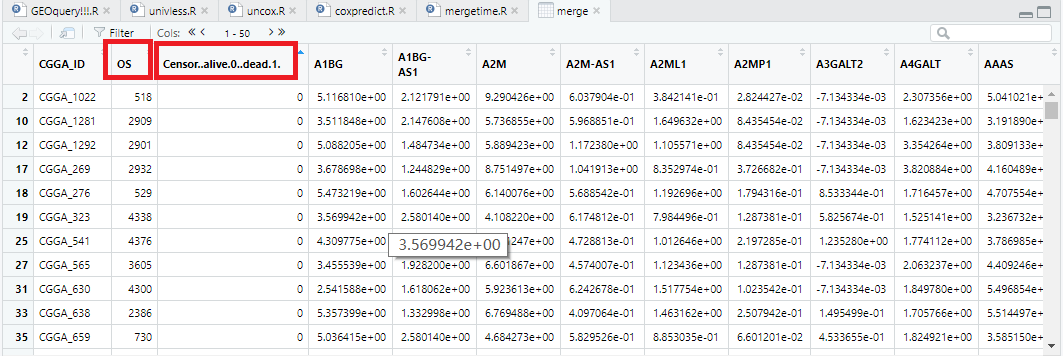 GEOquery!!!.R univless.R uncox.R coxpredict.R mergetime.R merge
Filter Cols: 1 - 50
CGGA_ID OS Censor..alive.0..dead.1. A1BG A1BG-AS1 A2M A2M-AS1 A2ML1 A2MP1 A3GALT2 A4GALT AAAS
2 CGGA_1022 518 0 5.116810e+00 2.121791e+00 9.290426e+00 6.037904e-01 3.842141e-01 2.824427e-02 -7.134334e-03 2.307356e+00 5.041021e+
10 CGGA_1281 2909 0 3.511848e+00 2.147608e+00 5.736855e+00 5.968851e-01 1.649632e+00 8.435454e-02 -7.134334e-03 1.623423e+00 3.191890e+
12 CGGA_1292 2901 0 5.088205e+00 1.484734e+00 5.889423e+00 1.172380e+00 1.105571e+00 8.435454e-02 -7.134334e-03 3.354264e+00 3.809133e+
17 CGGA_269 2932 0 3.678698e+00 1.244829e+00 8.751497e+00 1.041913e+00 8.352974e-01 3.726682e-01 -7.134334e-03 3.820884e+00 4.160489e+
18 CGGA_276 529 0 5.473219e+00 1.602644e+00 6.140076e+00 5.688542e-01 1.192696e+00 1.794316e-01 8.533344e-01 1.716457e+00 4.707554e+
19 CGGA_323 4338 0 3.569942e+00 2.580140e+00 4.108220e+00 6.174812e-01 7.984496e-01 1.287381e-01 5.825674e-01 1.525141e+00 3.236732e+
25 CGGA_541 4376 0 4.309775e+00 3.569942e+00 247e+00 4.728813e-01 1.012646e+00 2.197285e-01 1.235280e+00 1.774112e+00 3.786985e+
27 CGGA_565 3605 0 3.455539e+00 1.928200e+00 6.601867e+00 4.574007e-01 1.123436e+00 1.287381e-01 -7.134334e-03 2.063237e+00 4.409246e+
31 CGGA_630 4300 0 2.541588e+00 1.618062e+00 5.923613e+00 6.242678e-01 1.517754e+00 1.023542e-01 -7.134334e-03 1.849780e+00 5.496854e+
33 CGGA_638 2386 0 5.357399e+00 1.332998e+00 6.769488e+00 4.097064e-01 1.463162e+00 2.507942e-01 1.495499e-01 1.705766e+00 5.514497e+
35 CGGA_659 730 0 5.036415e+00 2.580140e+00 4.684273e+00 5.829526e-01 8.853035e-01 6.601201e-02 4.533655e-01 1.824921e+00 3.585150e+